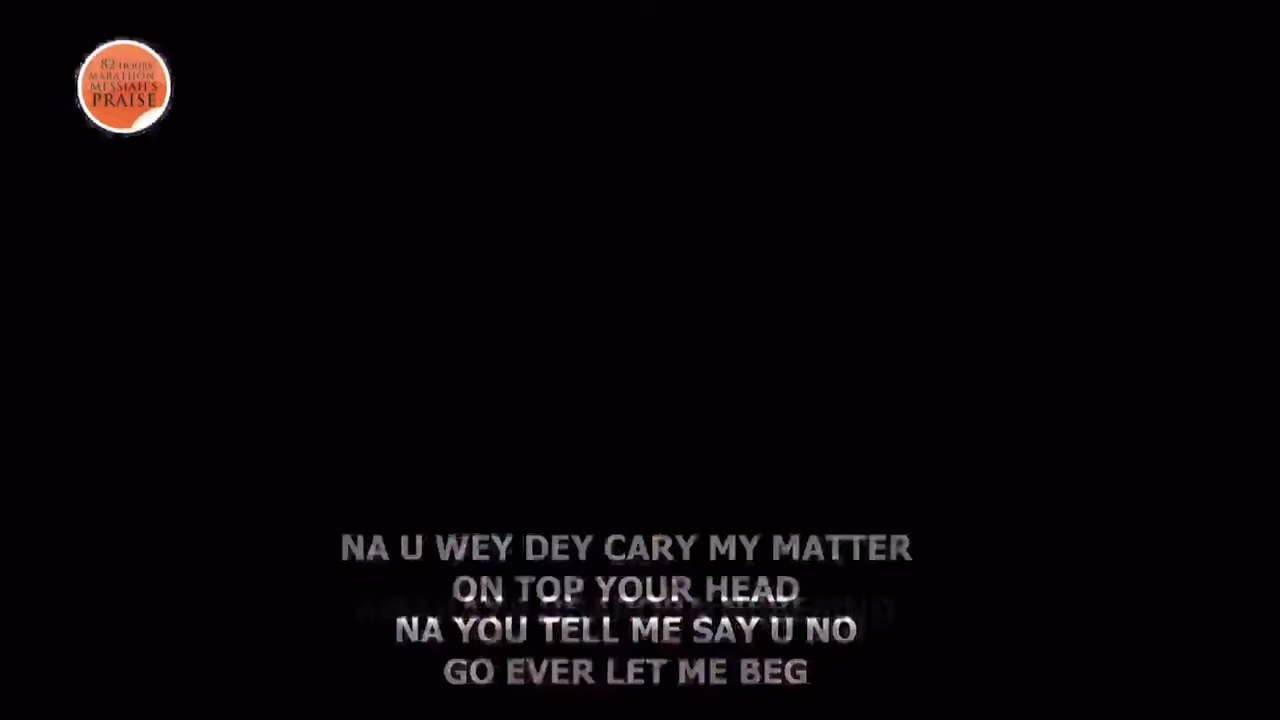 82 HOURS
MARATHON
MESSIAH'S
PRAISE
NA U WEY DEY CARY MY MATTER
ON TOP YOUR HEAD
NA YOU TELL ME SAY U NO
GO EVER LET ME BEG